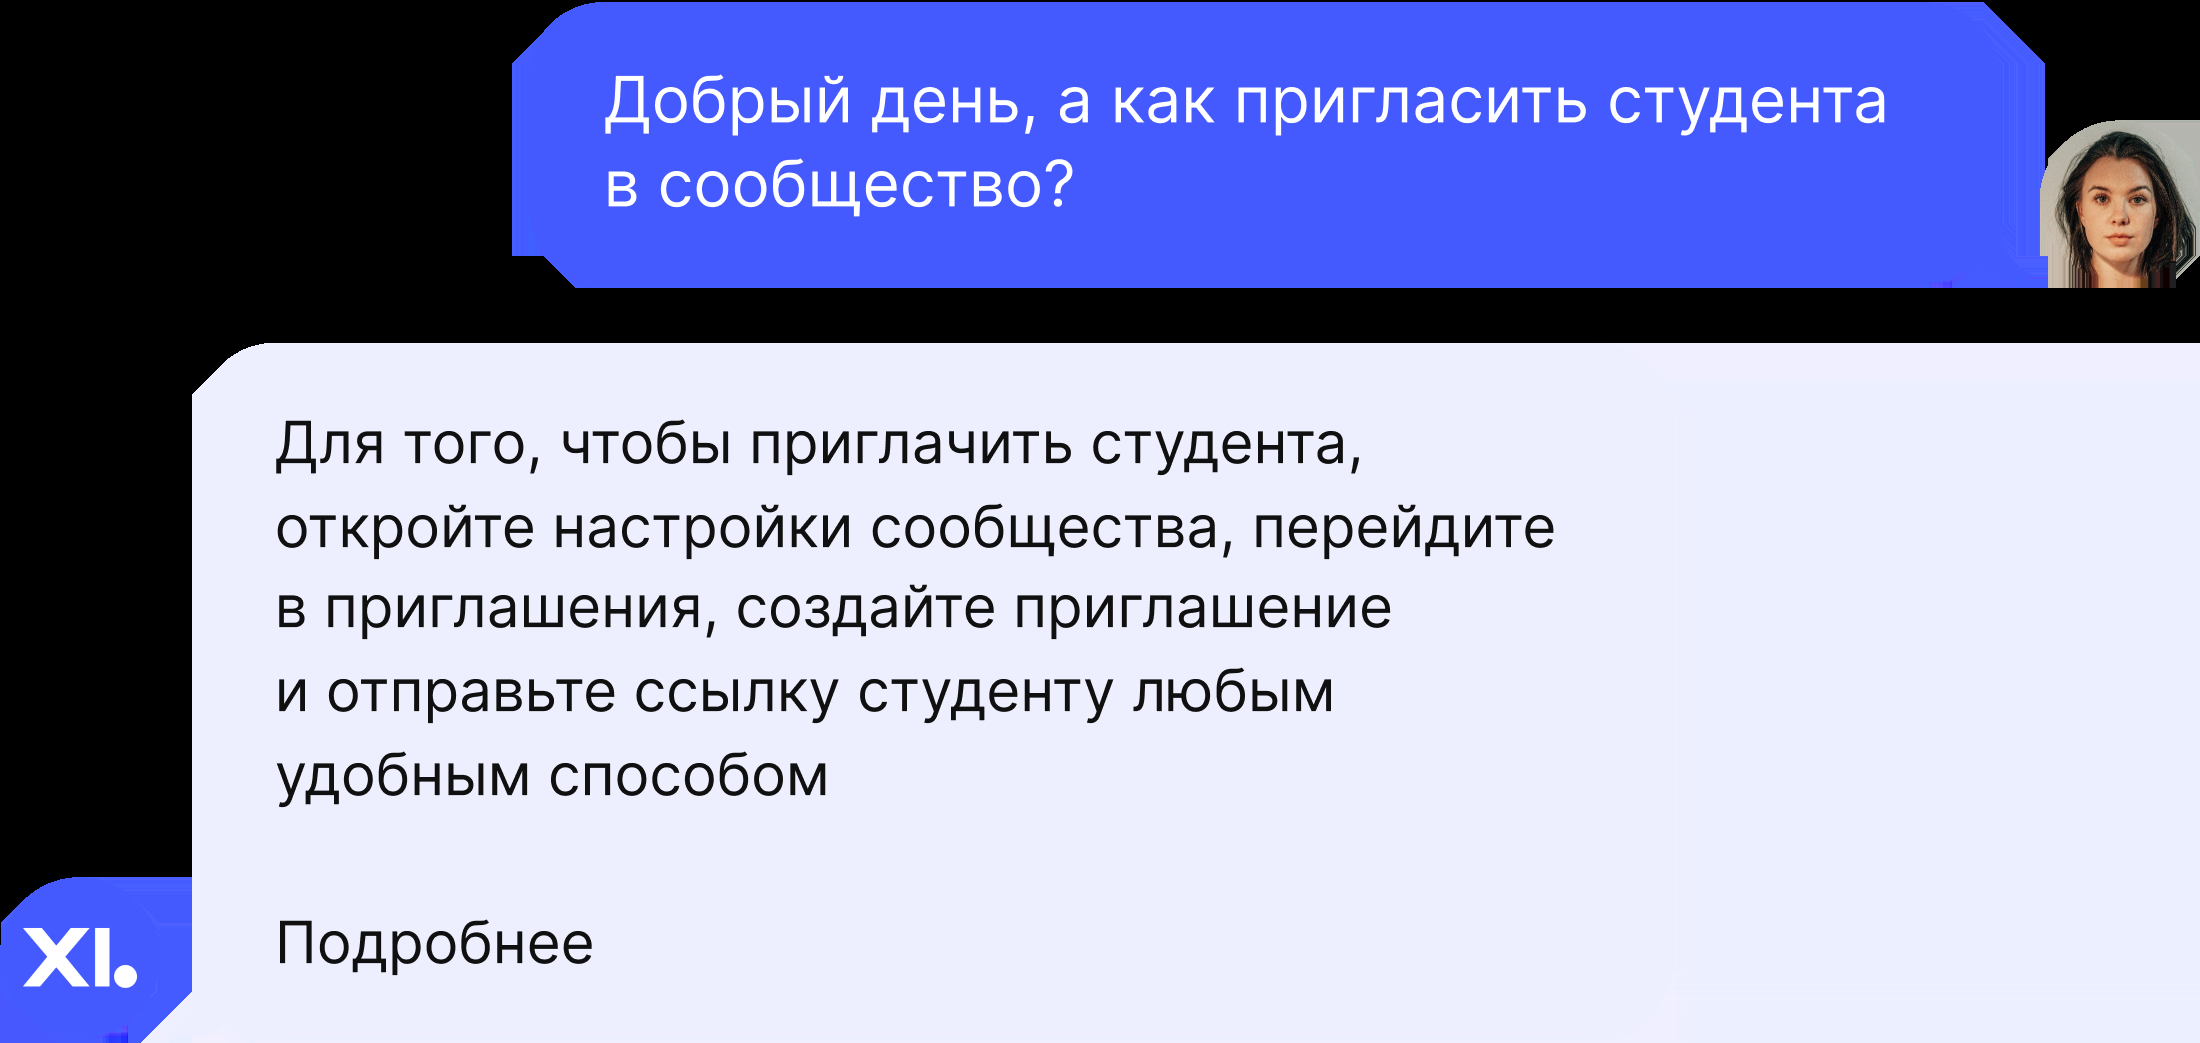 Добрый день, а как пригласить студента
в сообщество?
Для того, чтобы приглачить студента,
откройте настройки сообщества, перейдите
в приглашения, создайте приглашение
и отправьте ссылку студенту любым
удобным способом
Подробнее
XI.